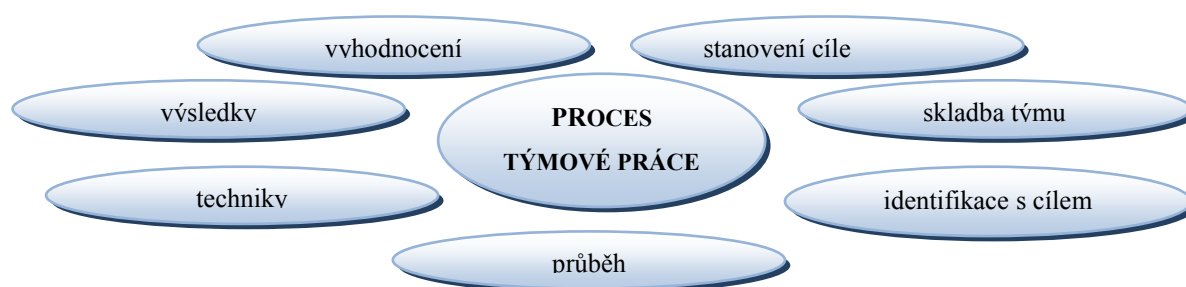 vyhodnocení
stanovení cíle
výsledky
PROCES
TÝMOVÉ PRÁCE
skladba týmu
techniky
identifikace s cílem
průběh